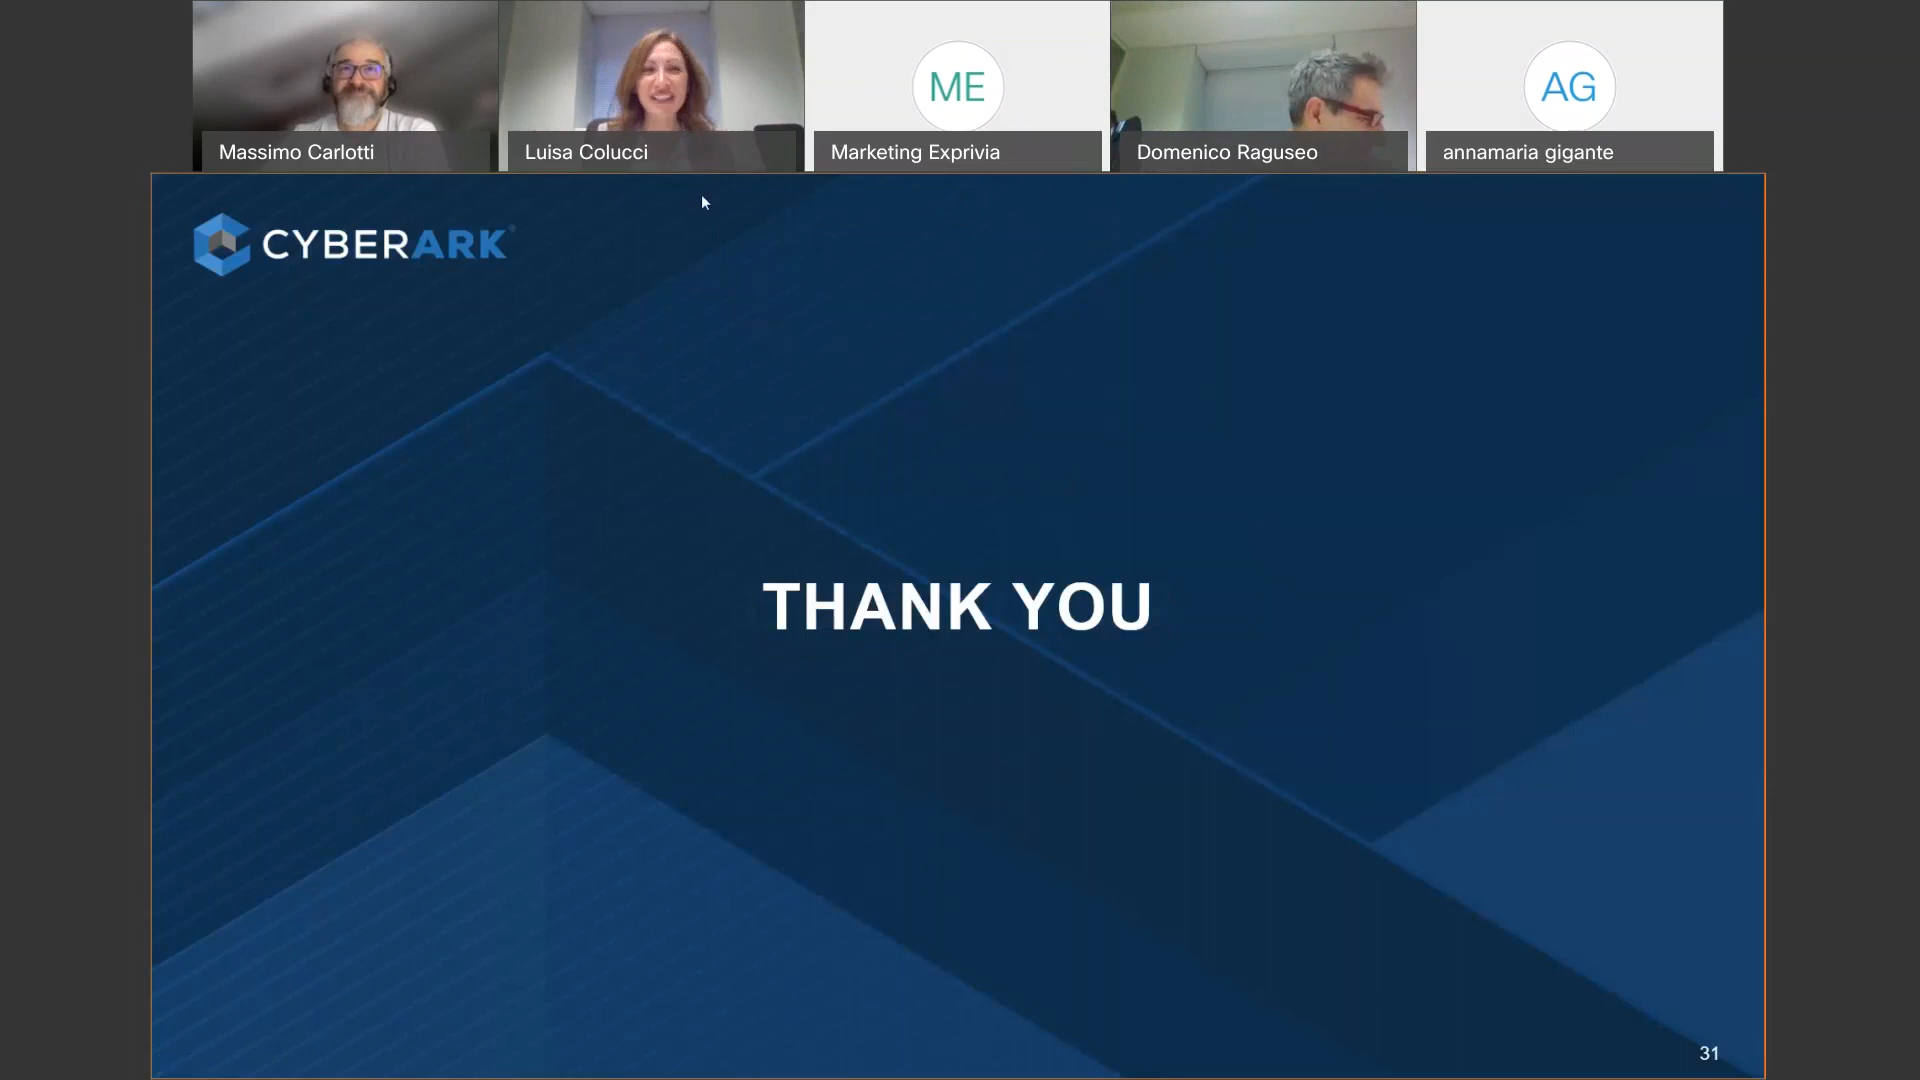 Massimo Carlotti
Luisa Colucci
ME
Marketing Exprivia
Domenico Raguseo
AG
annamaria gigante
CYBERARK
THANK YOU
31